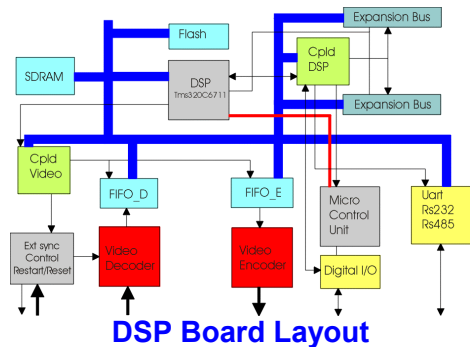 Expansion Bus
Flash
Cpld
DSP
SDRAM
DSP
Tms320C6711
Expansion Bus
Cpld
Video
FIFO_D
FIFO_E
Micro
Control
Unit
Uart
Rs232
Rs485
Ext sync
Control
Restart/Reset
Video
Decoder
Video
Encoder
Digital I/O
DSP Board Layout